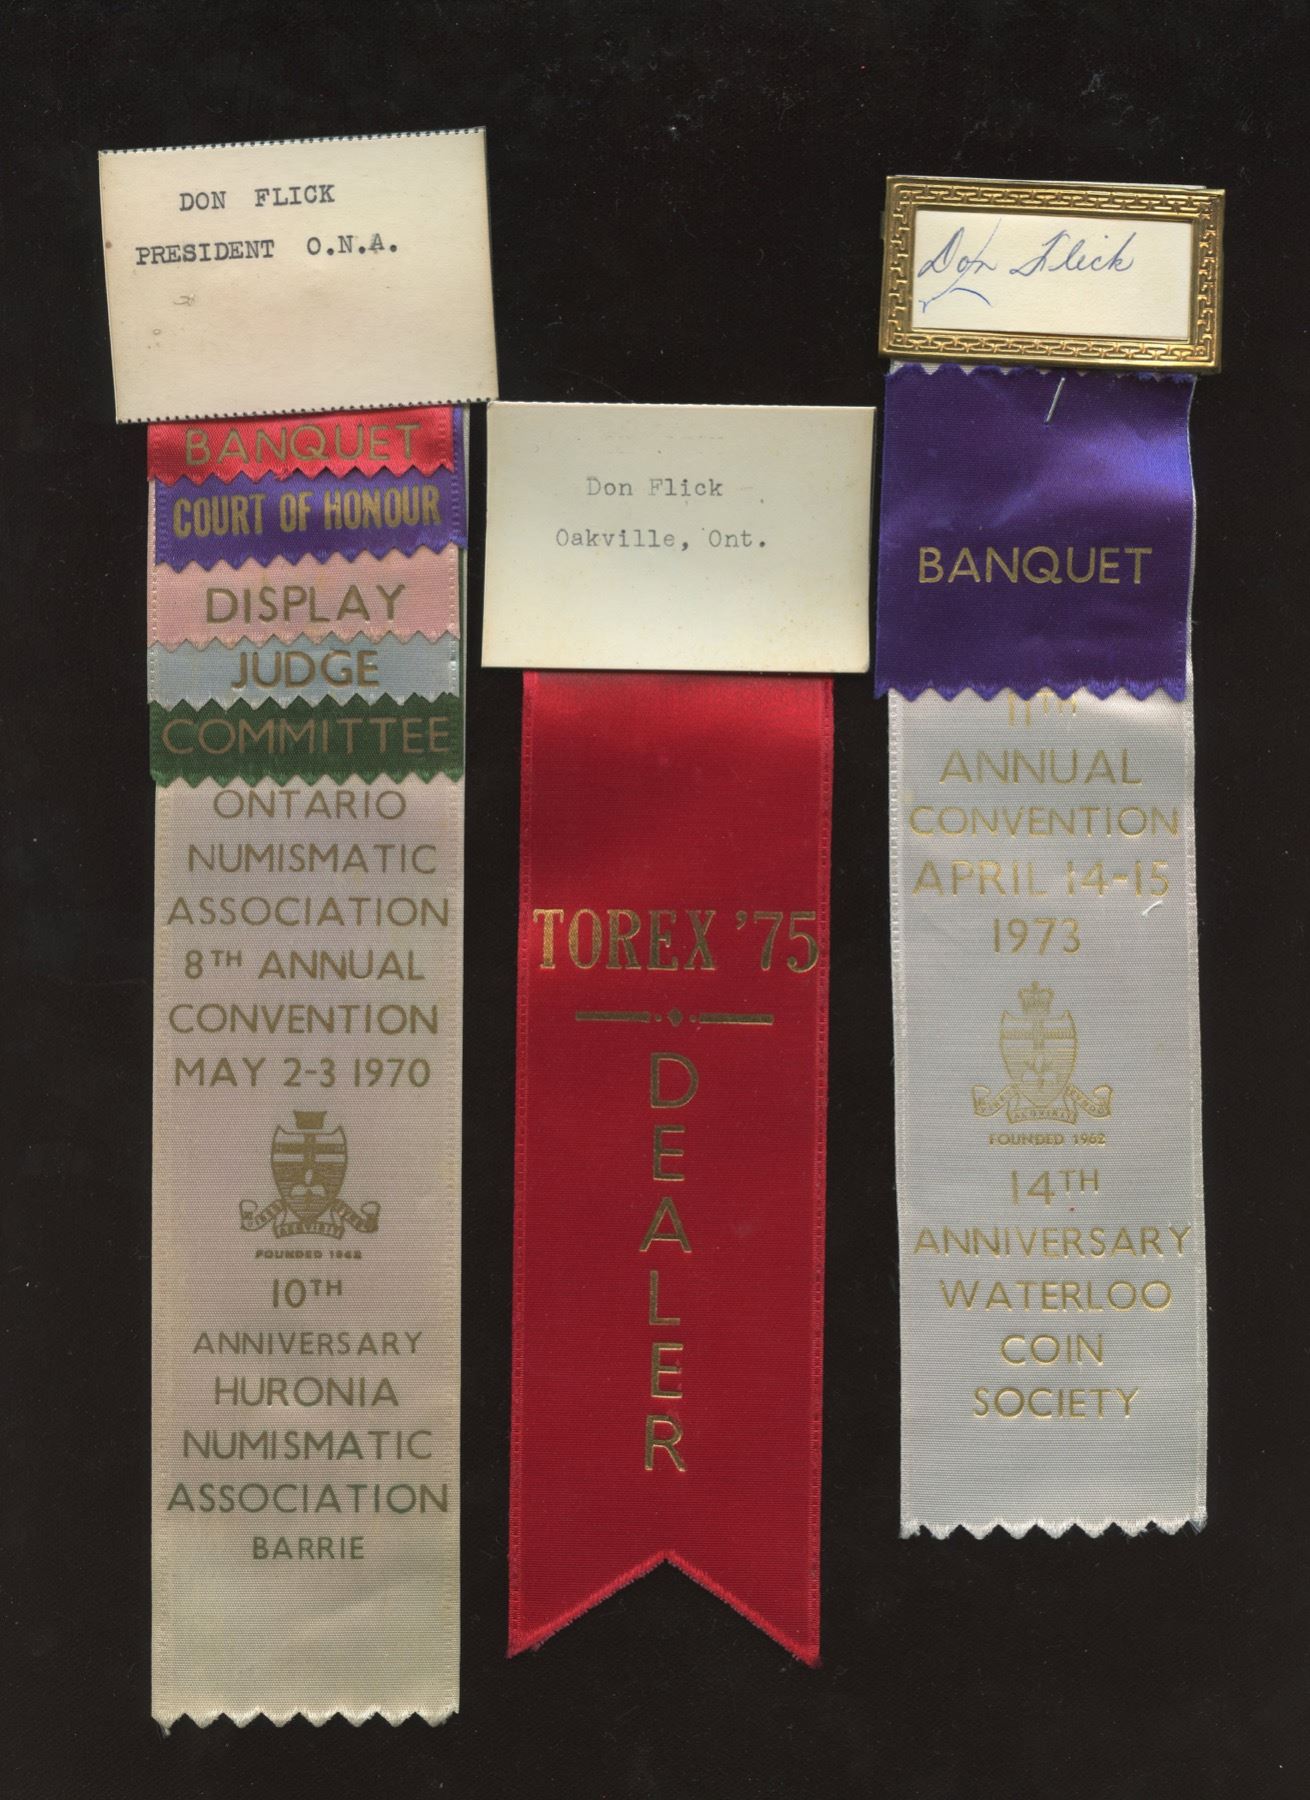 DON FLICK
PRESIDENT O.N.A.
BANQUET
COURT OF HONOUR
DISPLAY
JUDGE
COMMITTEE
ONTARIO
NUMISMATIC
ASSOCIATION
8TH ANNUAL
CONVENTION
MAY 2-3 1970
FOUNDED 1962
10TH
ANNIVERSARY
HURONIA
NUMISMATIC
ASSOCIATION
BARRIE
Don Flick
Oakville, Ont.
TOREX '75
DEALER
Don Flick
BANQUET
11TH
ANNUAL
CONVENTION
APRIL 14-15
1973
FOUNDED 1962
14TH
ANNIVERSARY
WATERLOO
COIN
SOCIETY